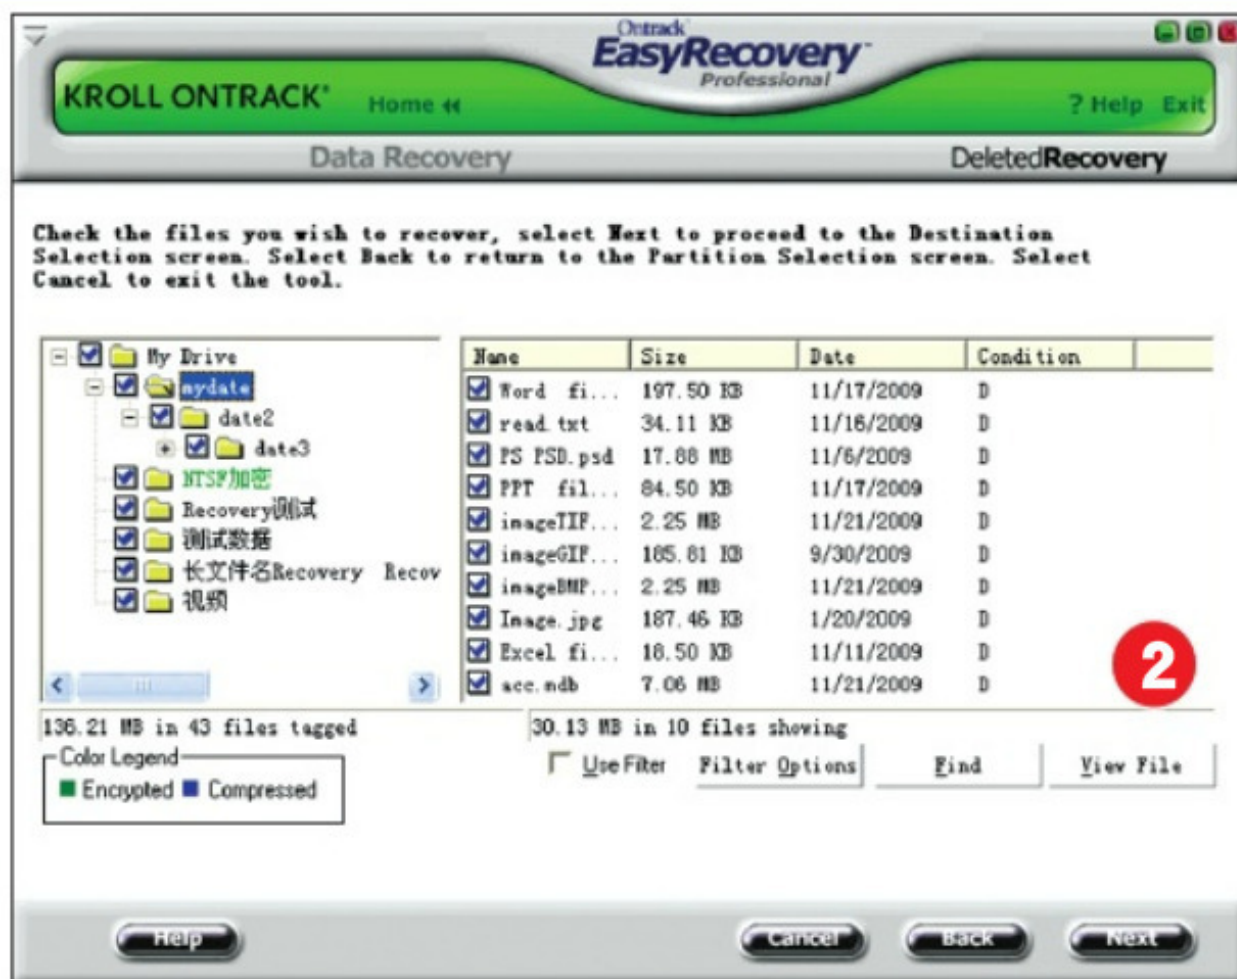 Ontrack
EasyRecovery
Professional
KROLL ONTRACK
Home
? Help Exit
Data Recovery
DeletedRecovery
Check the files you wish to recover, select Next to proceed to the Destination
Selection screen. Select Back to return to the Partition Selection screen. Select
Cancel to exit the tool.
My Drive
mydate
date2
date3
NTSF加密
Recovery测试
测试数据
长文件名Recovery Recov
视频
Name Size Date Condition
Word fi... 197.50 KB 11/17/2009 D
read.txt 34.11 KB 11/16/2009 D
PS PSD.psd 17.88 MB 11/6/2009 D
PPT fil... 84.50 KB 11/17/2009 D
imageTIF... 2.25 MB 11/21/2009 D
imageGIF... 185.81 KB 9/30/2009 D
imageBMP... 2.25 MB 11/21/2009 D
Image.jpg 187.46 KB 1/20/2009 D
Excel fi... 18.50 KB 11/11/2009 D
acc.mdb 7.06 MB 11/21/2009 D
2
136.21 MB in 43 files tagged
30.13 MB in 10 files showing
Color Legend
Encrypted Compressed
Use Filter Filter Options Find View File
Help Cancel Back Next